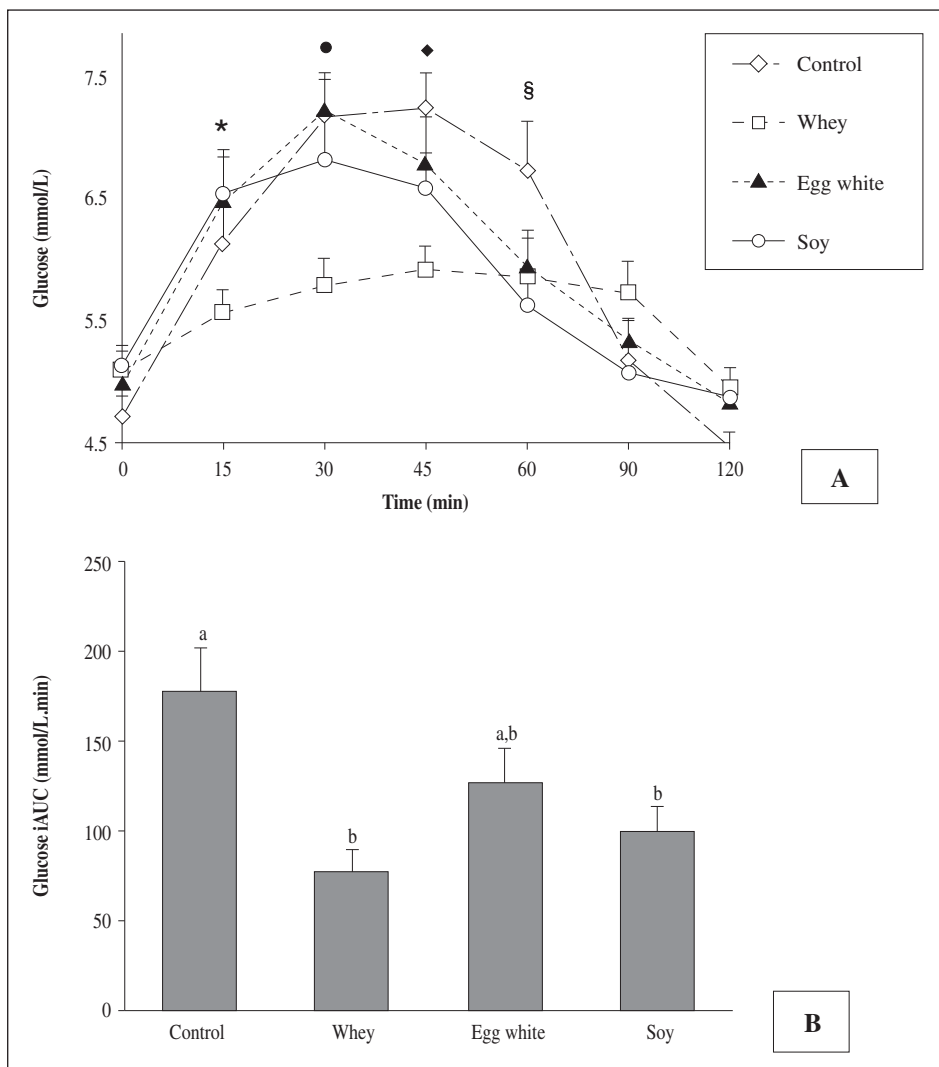 7.5
6.5
5.5
4.5
Glucose (mmol/L)
*
●
◆
§
Control
Whey
Egg white
Soy
0 15 30 45 60 90 120
Time (min)
A
250
200
150
100
50
0
Glucose iAUC (mmol/L.min)
a
b
a,b
b
Control Whey Egg white Soy
B